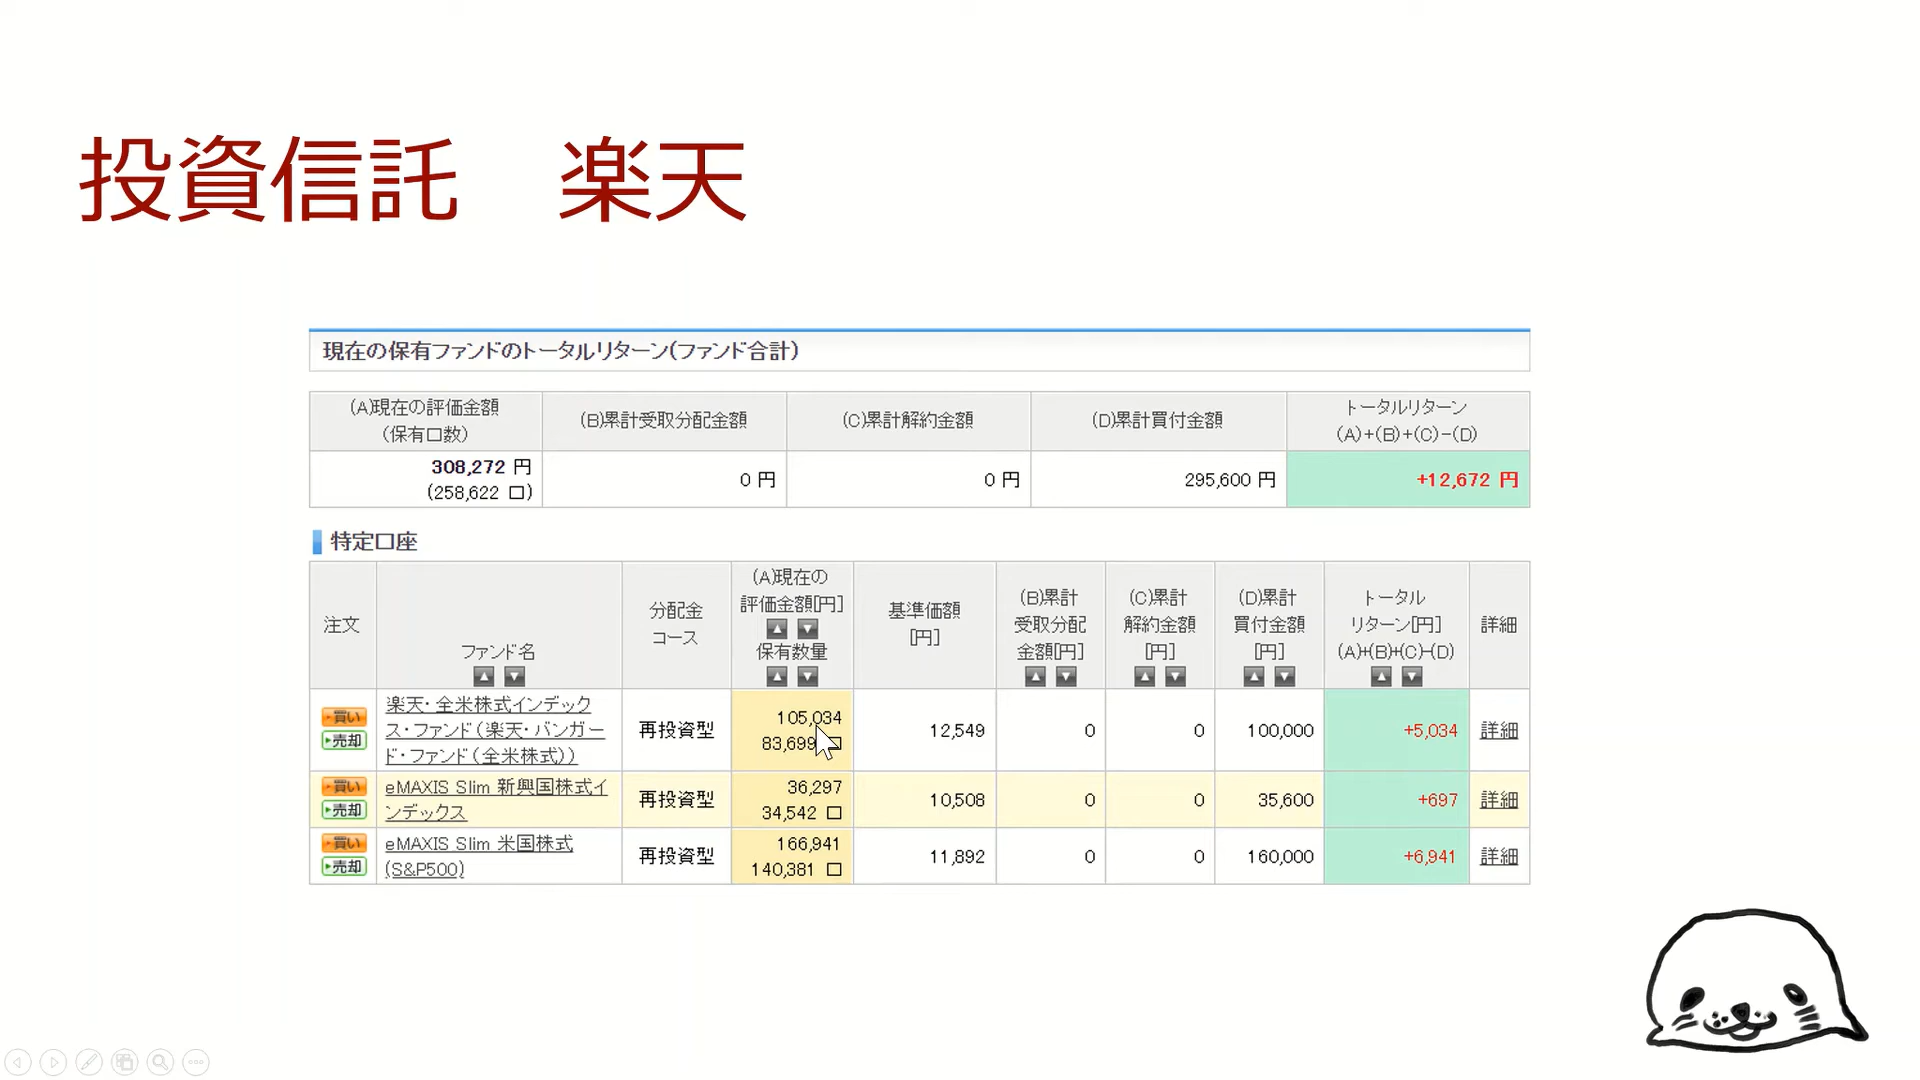 投資信託　楽天
現在の保有ファンドのトータルリターン(ファンド合計)
(A)現在の評価金額
(保有口数)
(B)累計受取分配金額
(C)累計解約金額
(D)累計買付金額
トータルリターン
(A)+(B)+(C)-(D)
308,272 円
(258,622 口)
0 円
0 円
295,600 円
+12,672 円
特定口座
注文
ファンド名
分配金
コース
(A)現在の
評価金額[円]
保有数量
基準価額
[円]
(B)累計
受取分配
金額[円]
(C)累計
解約金額
[円]
(D)累計
買付金額
[円]
トータル
リターン[円]
(A)+(B)+(C)-(D)
詳細
買い
売却
楽天・全米株式インデック
ス・ファンド(楽天・バンガー
ド・ファンド(全米株式))
再投資型
105,034
83,699 口
12,549
0
0
100,000
+5,034
詳細
買い
売却
eMAXIS Slim 新興国株式イ
ンデックス
再投資型
36,297
34,542 口
10,508
0
0
35,600
+697
詳細
買い
売却
eMAXIS Slim 米国株式
(S&P500)
再投資型
166,941
140,381 口
11,892
0
0
160,000
+6,941
詳細